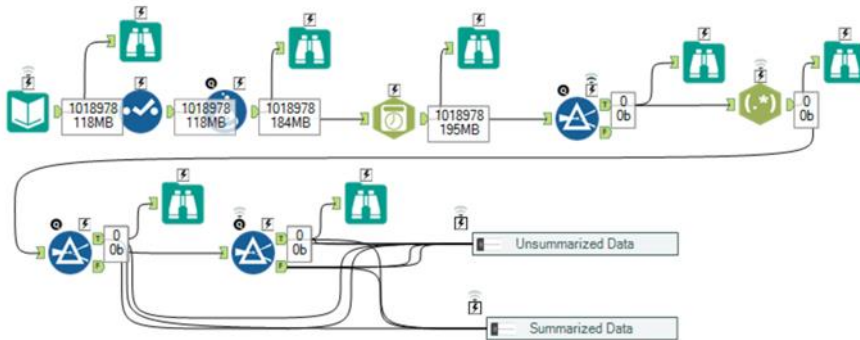 1018978
118MB
1018978
118MB
1018978
184MB
1018978
195MB
Q
Q
T
0
0b
F
(.*)
0
0b
Q
T
0
0b
F
Q
T
0
0b
F
Unsummarized Data
Summarized Data